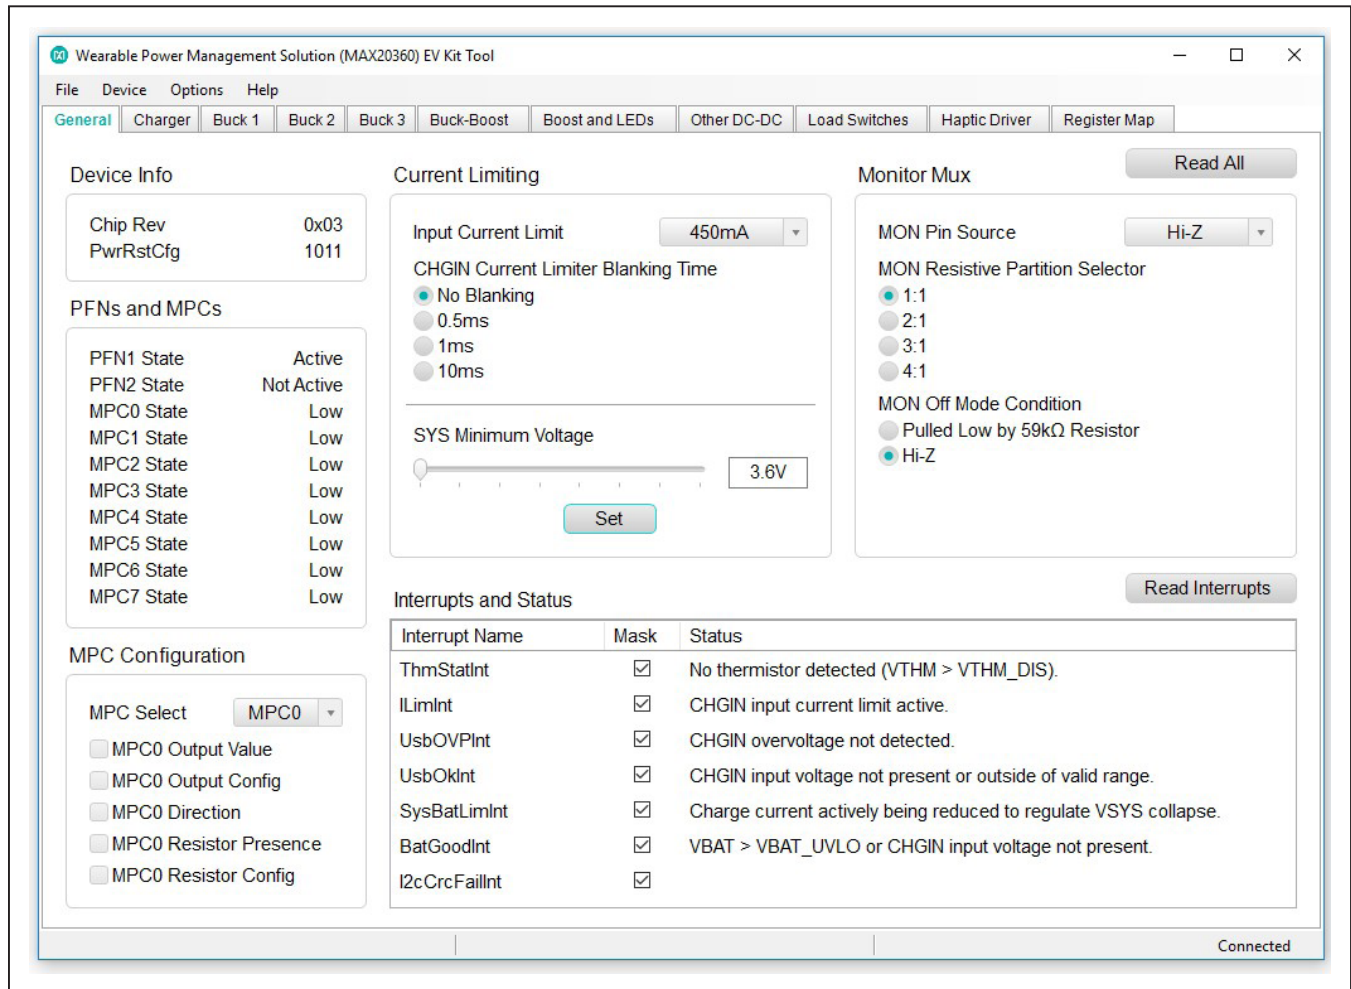 Wearable Power Management Solution (MAX20360) EV Kit Tool
File Device Options Help
General Charger Buck 1 Buck 2 Buck 3 Buck-Boost Boost and LEDs Other DC-DC Load Switches Haptic Driver Register Map
Read All
Device Info
Chip Rev 0x03
PwrRstCfg 1011
PFNs and MPCs
PFN1 State Active
PFN2 State Not Active
MPC0 State Low
MPC1 State Low
MPC2 State Low
MPC3 State Low
MPC4 State Low
MPC5 State Low
MPC6 State Low
MPC7 State Low
MPC Configuration
MPC Select MPC0
MPC0 Output Value
MPC0 Output Config
MPC0 Direction
MPC0 Resistor Presence
MPC0 Resistor Config
Current Limiting
Input Current Limit 450mA
CHGIN Current Limiter Blanking Time
No Blanking
0.5ms
1ms
10ms
SYS Minimum Voltage
3.6V
Set
Monitor Mux
MON Pin Source Hi-Z
MON Resistive Partition Selector
1:1
2:1
3:1
4:1
MON Off Mode Condition
Pulled Low by 59kΩ Resistor
Hi-Z
Read Interrupts
Interrupts and Status
Interrupt Name Mask Status
ThmStatInt No thermistor detected (VTHM > VTHM_DIS).
ILimInt CHGIN input current limit active.
UsbOVPInt CHGIN overvoltage not detected.
UsbOkInt CHGIN input voltage not present or outside of valid range.
SysBatLimInt Charge current actively being reduced to regulate VSYS collapse.
BatGoodInt VBAT > VBAT_UVLO or CHGIN input voltage not present.
I2cCrcFailInt
Connected